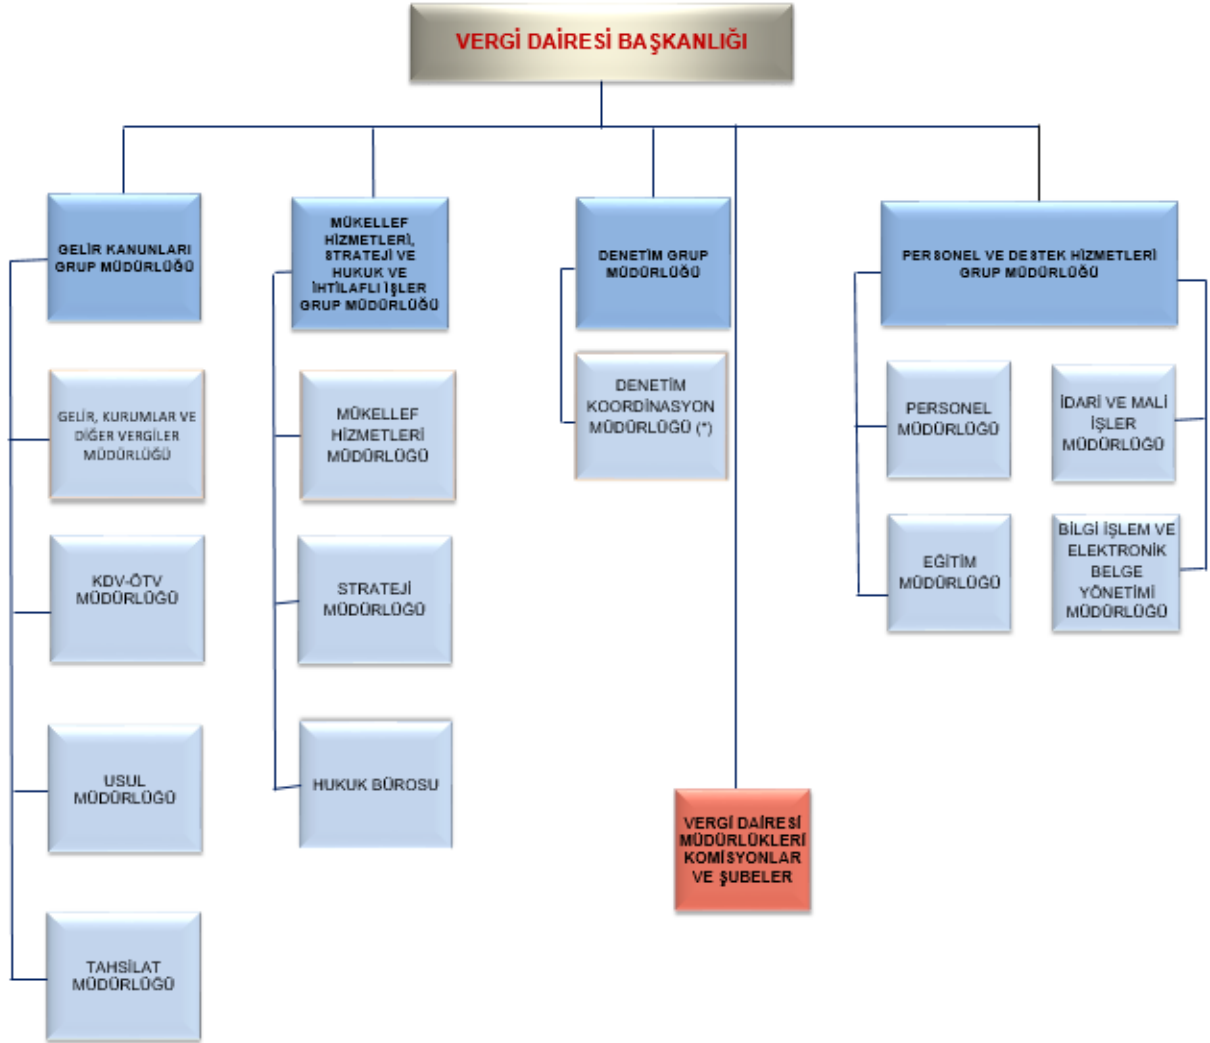 VERGİ DAİRESİ BAŞKANLIĞI
GELİR KANUNLARI
GRUP MÜDÜRLÜĞÜ
MÜKELLEF
HİZMETLERİ,
STRATEJİ VE
HUKUK VE
İHTİLAFLI İŞLER
GRUP MÜDÜRLÜĞÜ
DENETİM GRUP
MÜDÜRLÜĞÜ
PERSONEL VE DESTEK HİZMETLERİ
GRUP MÜDÜRLÜĞÜ
GELİR, KURUMLAR VE
DİĞER VERGİLER
MÜDÜRLÜĞÜ
MÜKELLEF
HİZMETLERİ
MÜDÜRLÜĞÜ
DENETİM
KOORDİNASYON
MÜDÜRLÜĞÜ (*)
PERSONEL
MÜDÜRLÜĞÜ
İDARİ VE MALİ
İŞLER
MÜDÜRLÜĞÜ
KDV-ÖTV
MÜDÜRLÜĞÜ
STRATEJİ
MÜDÜRLÜĞÜ
EĞİTİM
MÜDÜRLÜĞÜ
BİLGİ İŞLEM VE
ELEKTRONİK
BELGE
YÖNETİMİ
MÜDÜRLÜĞÜ
USUL
MÜDÜRLÜĞÜ
HUKUK BÜROSU
VERGİ DAİRESİ
MÜDÜRLÜKLERİ
KOMİSYONLAR
VE ŞUBELER
TAHSİLAT
MÜDÜRLÜĞÜ